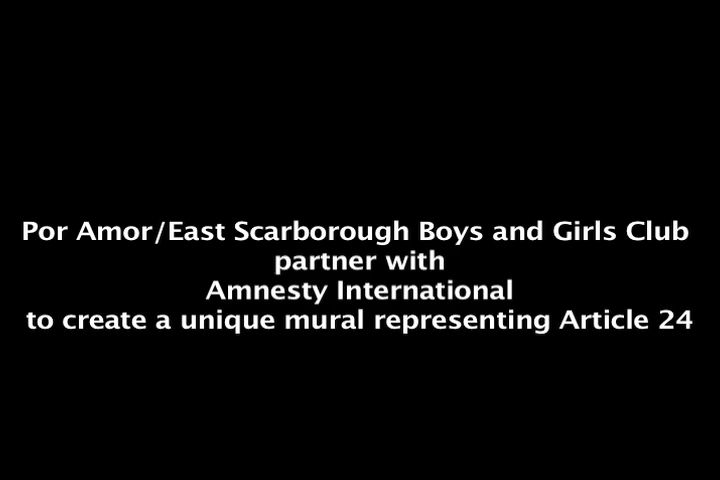 Por Amor/East Scarborough Boys and Girls Club
partner with
Amnesty International
to create a unique mural representing Article 24